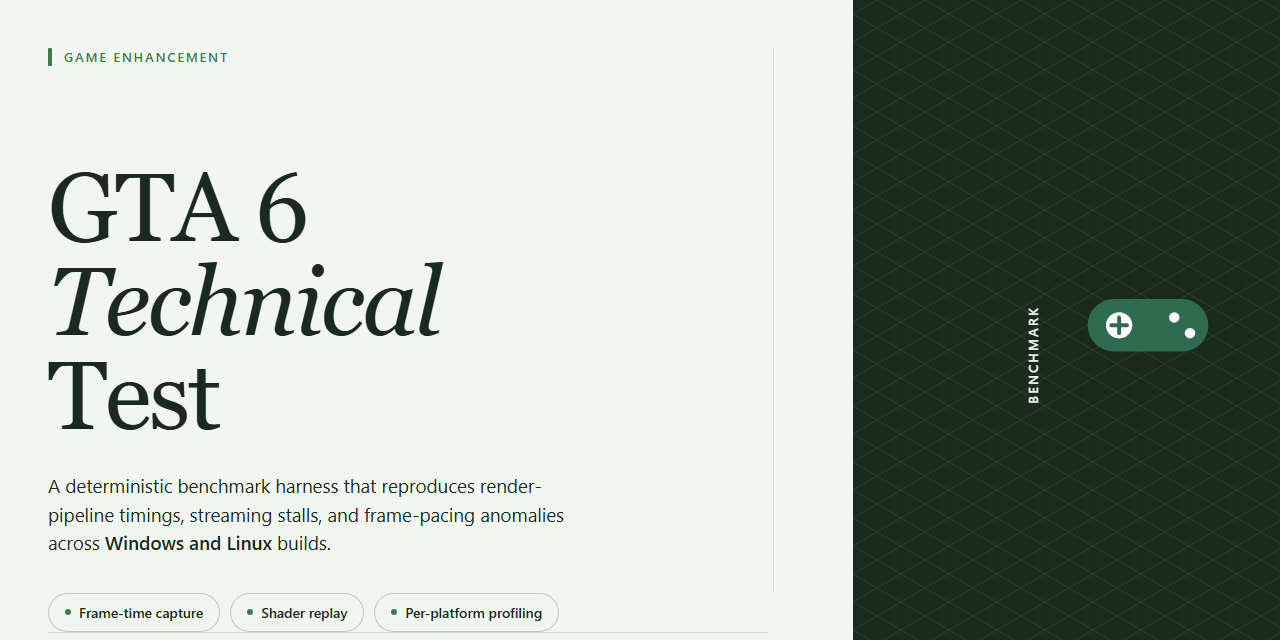 GAME ENHANCEMENT
GTA 6
Technical
Test
A deterministic benchmark harness that reproduces render-
pipeline timings, streaming stalls, and frame-pacing anomalies
across Windows and Linux builds.
Frame-time capture
Shader replay
Per-platform profiling
BENCHMARK